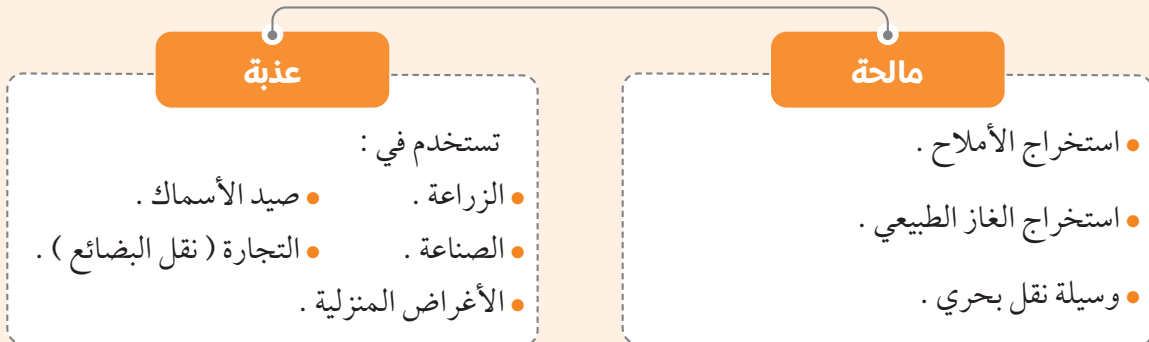 مالحة
• استخراج الأملاح .
• استخراج الغاز الطبيعي .
• وسيلة نقل بحري .
عذبة
تستخدم في :
• الزراعة . • صيد الأسماك .
• الصناعة . • التجارة ( نقل البضائع ) .
• الأغراض المنزلية .